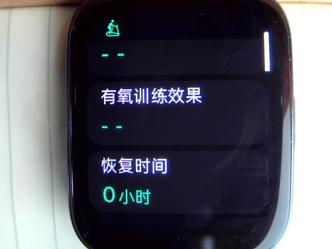 --
有氧训练效果
--
恢复时间
0小时